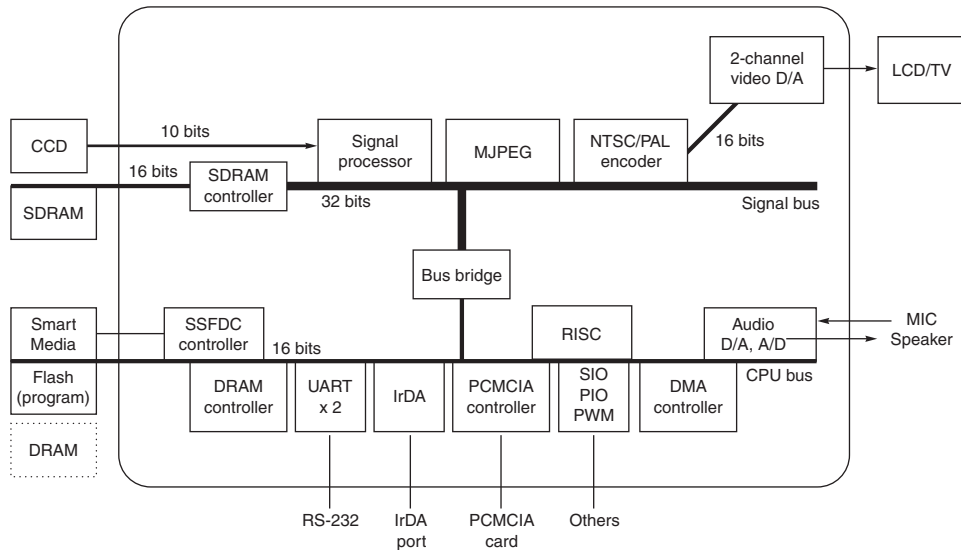 2-channel
video D/A
LCD/TV
CCD
10 bits
Signal
processor
MJPEG
NTSC/PAL
encoder
16 bits
16 bits
SDRAM
controller
32 bits
Signal bus
SDRAM
Bus bridge
Smart
Media
SSFDC
controller
16 bits
RISC
Audio
D/A, A/D
MIC
Speaker
CPU bus
Flash
(program)
DRAM
controller
UART
x 2
IrDA
PCMCIA
controller
SIO
PIO
PWM
DMA
controller
DRAM
RS-232
IrDA
port
PCMCIA
card
Others